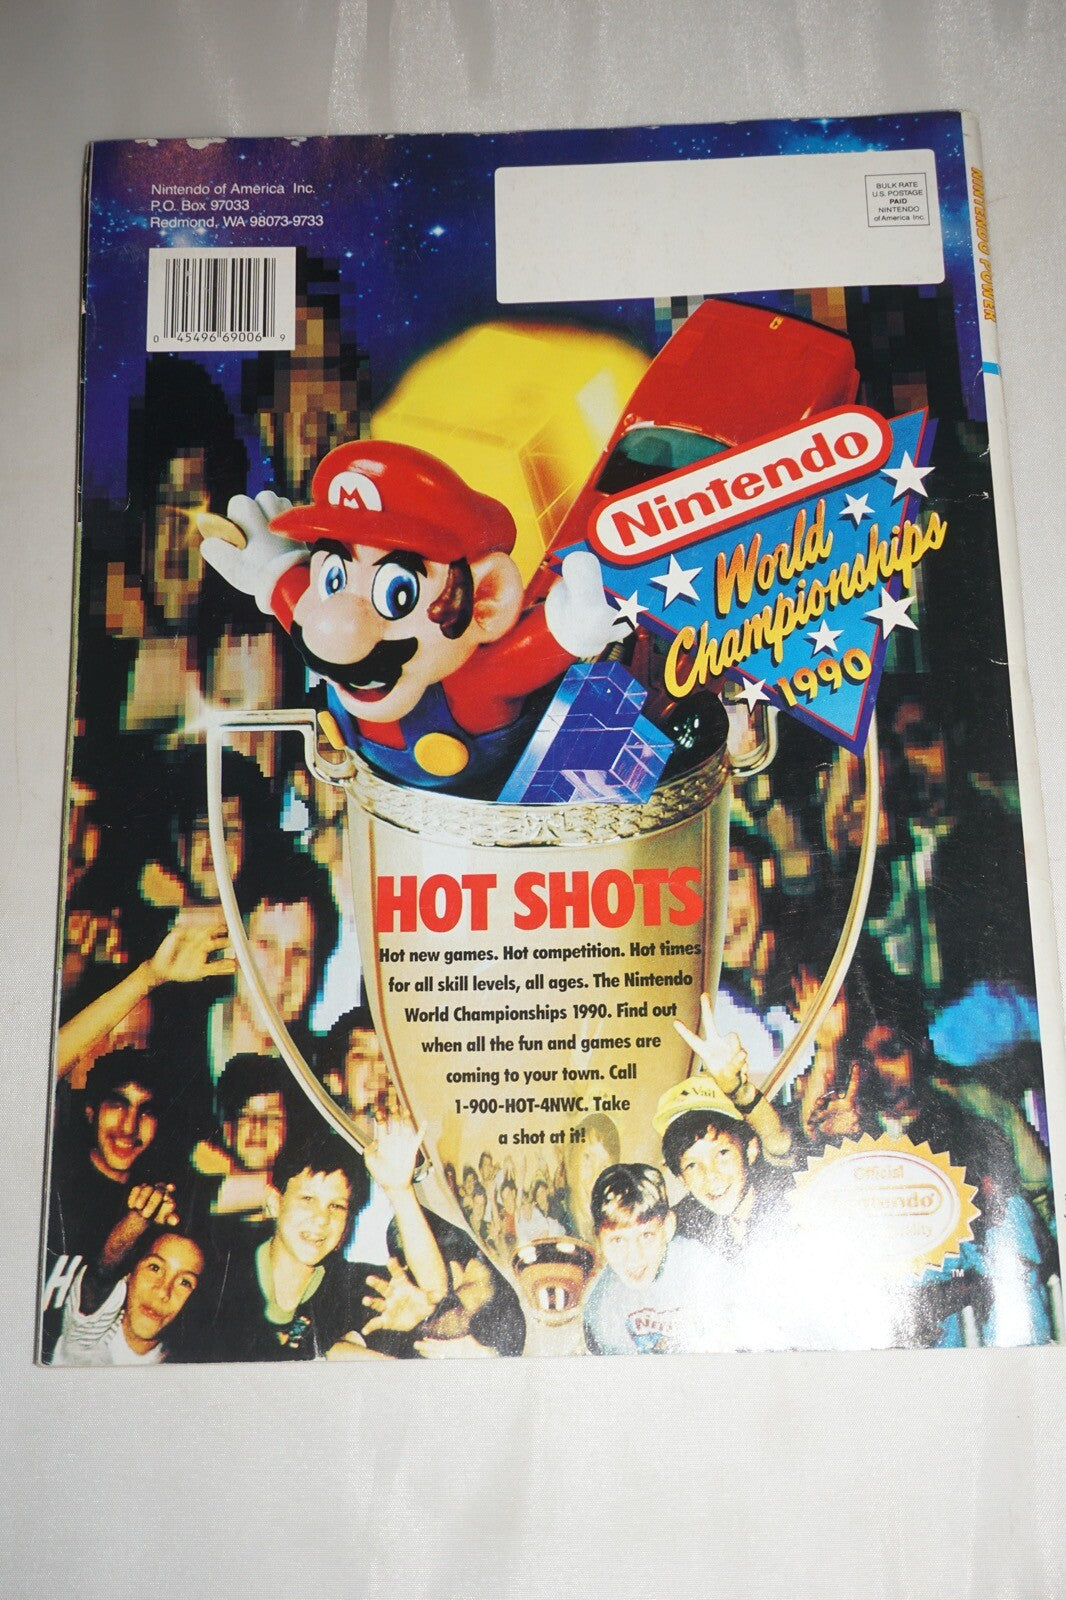 Nintendo of America Inc.
P.O. Box 97033
Redmond, WA 98073-9733
0 45496 69006 9
BULK RATE
U.S. POSTAGE
PAID
NINTENDO
of America Inc.
NINTENDO POWER
M
Nintendo
World
Championships
1990
HOT SHOTS
Hot new games. Hot competition. Hot times
for all skill levels, all ages. The Nintendo
World Championships 1990. Find out
when all the fun and games are
coming to your town. Call
1-900-HOT-4NWC. Take
a shot at it!
Vail
Official
Nintendo
TM
H